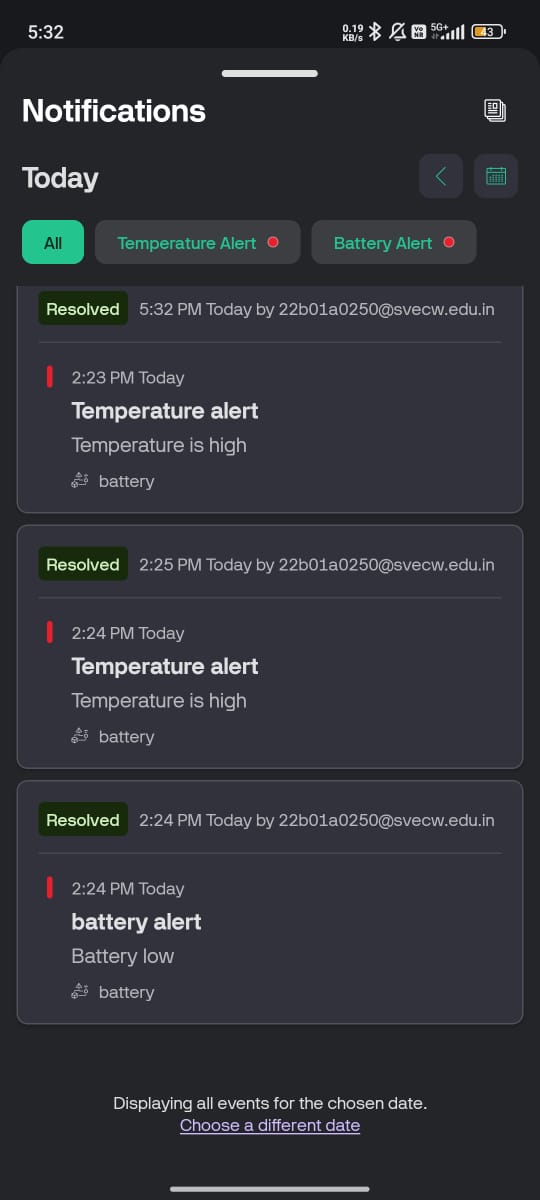 5:32
0.19
KB/s
Vo
NR
5G+
43
Notifications
Today
All
Temperature Alert
Battery Alert
Resolved 5:32 PM Today by 22b01a0250@svecw.edu.in
2:23 PM Today
Temperature alert
Temperature is high
battery
Resolved 2:25 PM Today by 22b01a0250@svecw.edu.in
2:24 PM Today
Temperature alert
Temperature is high
battery
Resolved 2:24 PM Today by 22b01a0250@svecw.edu.in
2:24 PM Today
battery alert
Battery low
battery
Displaying all events for the chosen date.
Choose a different date